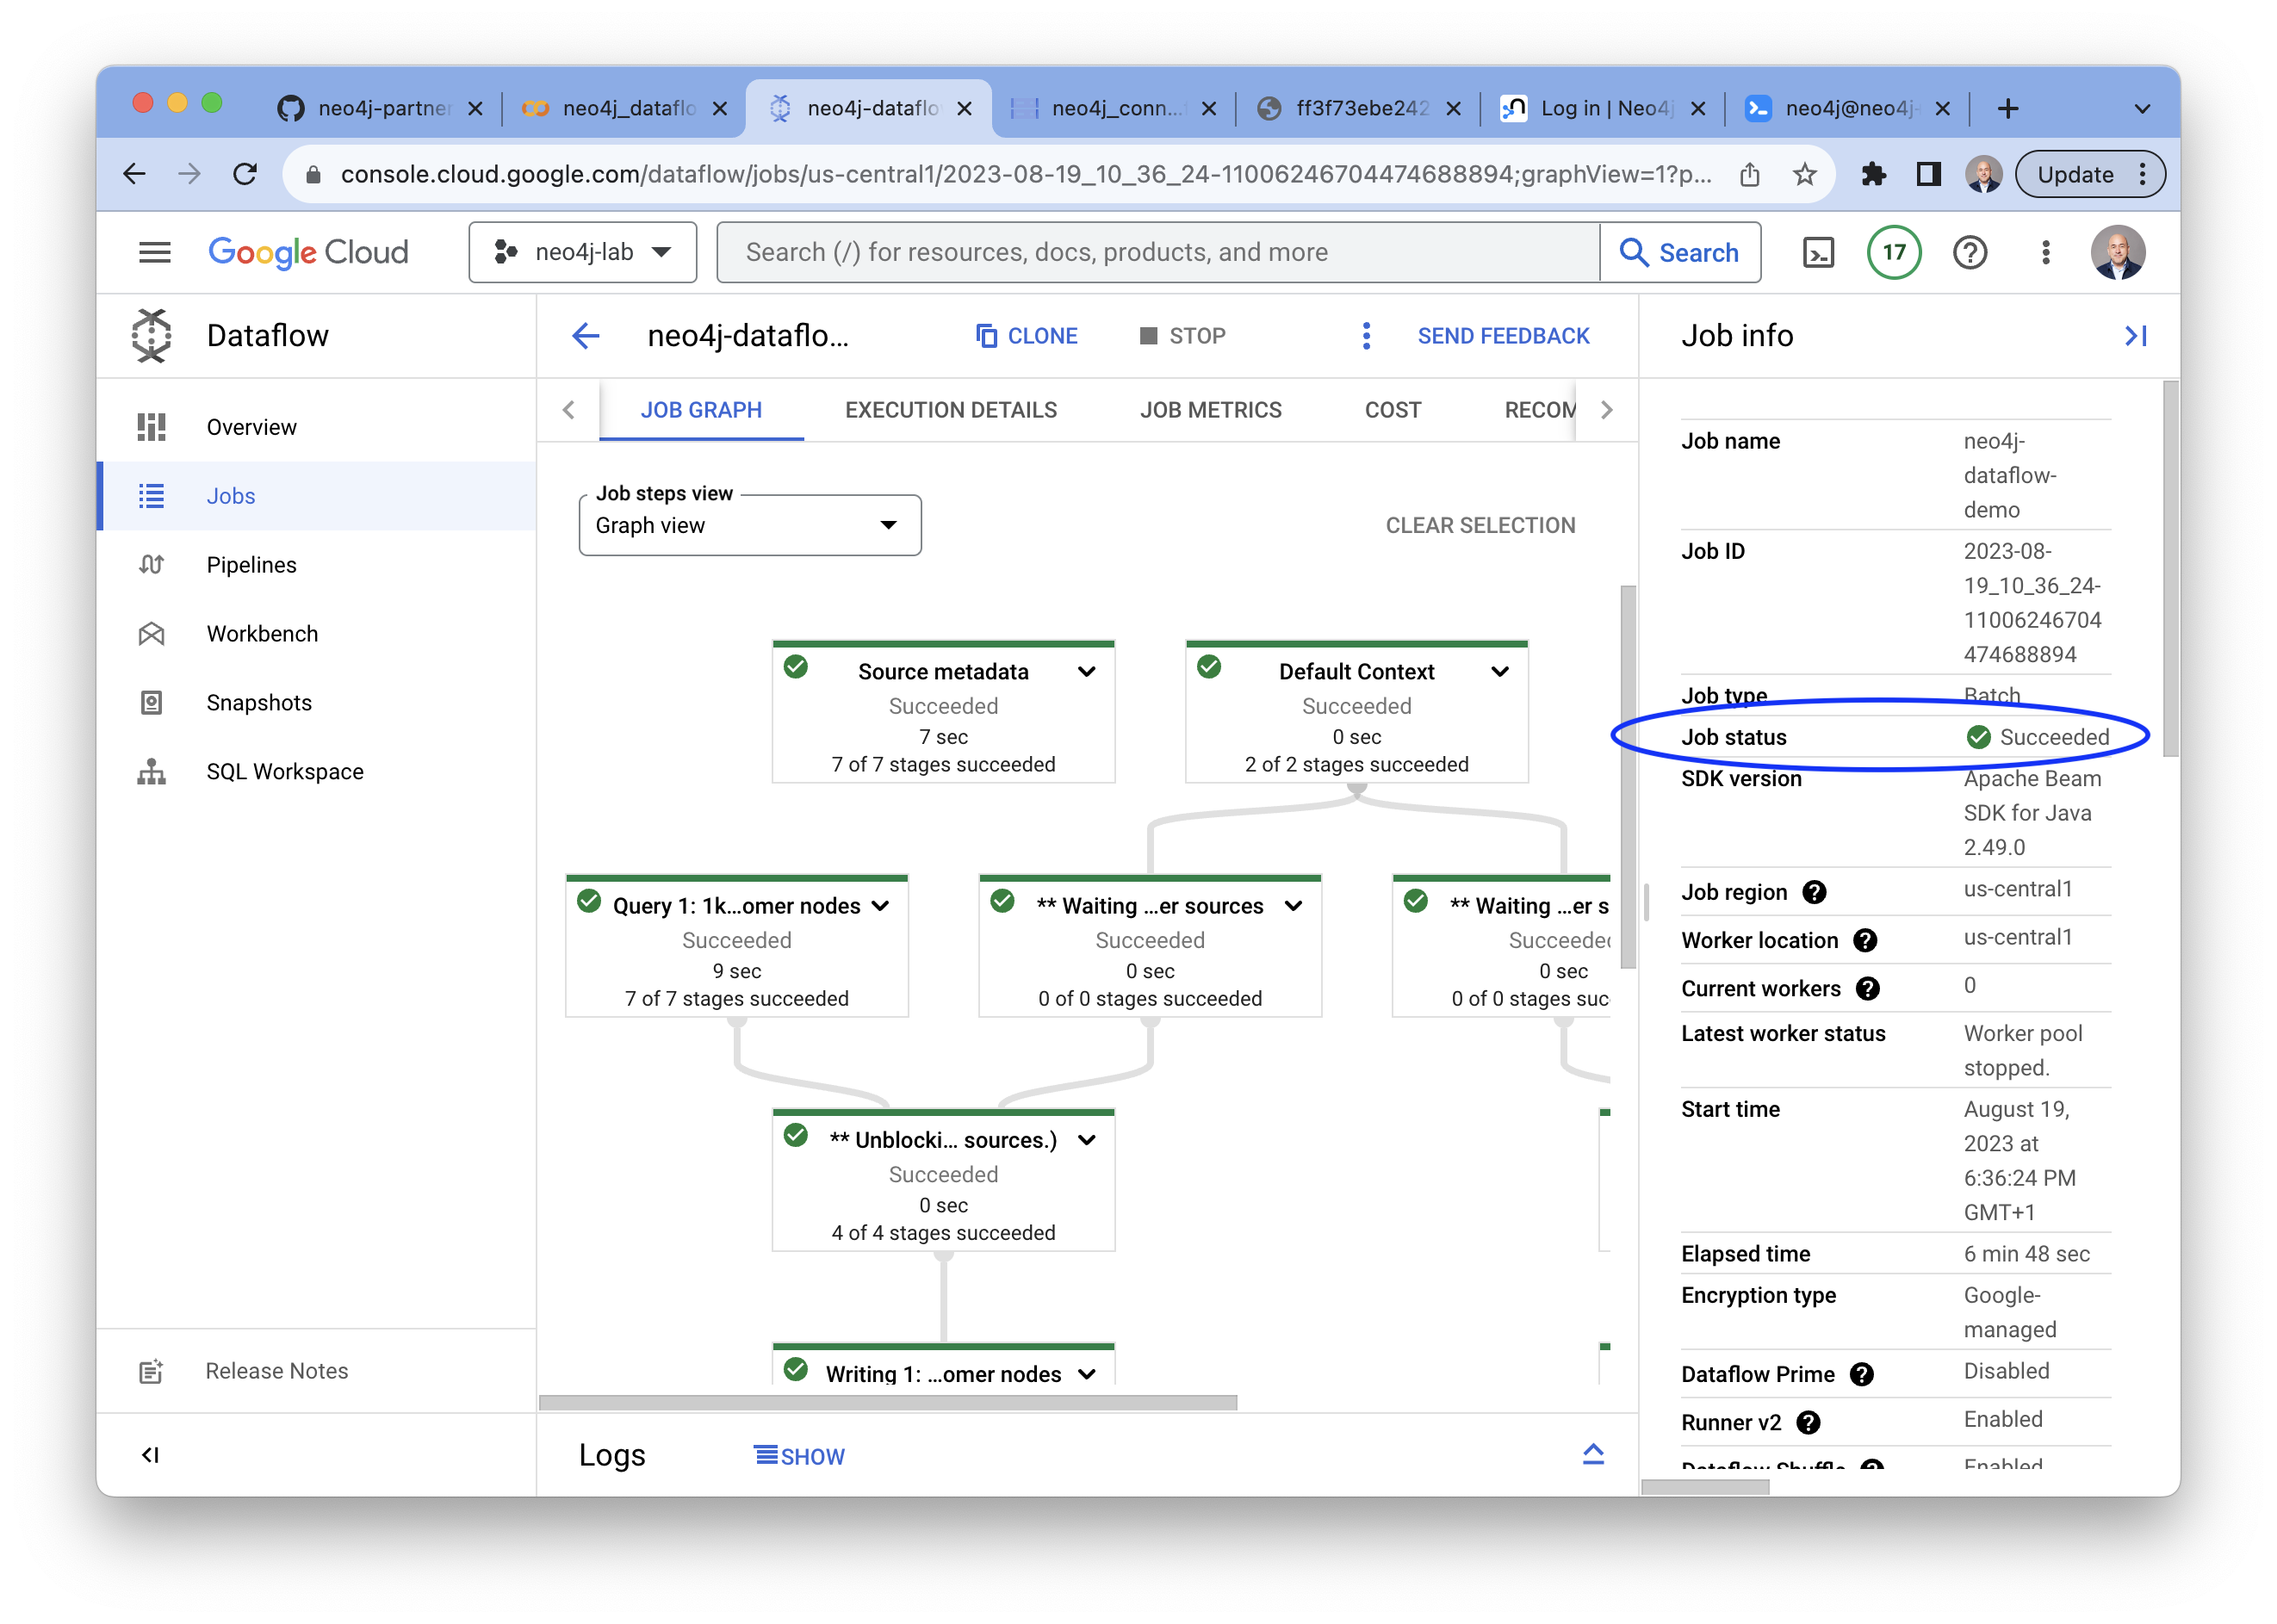 neo4j-partner
neo4j_dataflo
neo4j-dataflo
neo4j_conn...
ff3f73ebe242
Log in | Neo4j
neo4j@neo4j-
console.cloud.google.com/dataflow/jobs/us-central1/2023-08-19_10_36_24-11006246704474688894;graphView=1?p...
Update
Google Cloud
neo4j-lab
Search (/) for resources, docs, products, and more
Search
17
Dataflow
Overview
Jobs
Pipelines
Workbench
Snapshots
SQL Workspace
Release Notes
neo4j-dataflo...
CLONE
STOP
SEND FEEDBACK
JOB GRAPH
EXECUTION DETAILS
JOB METRICS
COST
RECOM
Job steps view
Graph view
CLEAR SELECTION
Source metadata
Succeeded
7 sec
7 of 7 stages succeeded
Default Context
Succeeded
0 sec
2 of 2 stages succeeded
Query 1: 1k...omer nodes
Succeeded
9 sec
7 of 7 stages succeeded
** Waiting ...er sources
Succeeded
0 sec
0 of 0 stages succeeded
** Waiting ...er s
Succeeded
0 sec
0 of 0 stages suc
** Unblocki... sources.)
Succeeded
0 sec
4 of 4 stages succeeded
Writing 1: ...omer nodes
Logs
SHOW
Job info
Job name
neo4j-
dataflow-
demo
Job ID
2023-08-
19_10_36_24-
11006246704
474688894
Job type
Batch
Job status
Succeeded
SDK version
Apache Beam
SDK for Java
2.49.0
Job region
us-central1
Worker location
us-central1
Current workers
0
Latest worker status
Worker pool
stopped.
Start time
August 19,
2023 at
6:36:24 PM
GMT+1
Elapsed time
6 min 48 sec
Encryption type
Google-
managed
Dataflow Prime
Disabled
Runner v2
Enabled
Dataflow Shuffle
Enabled